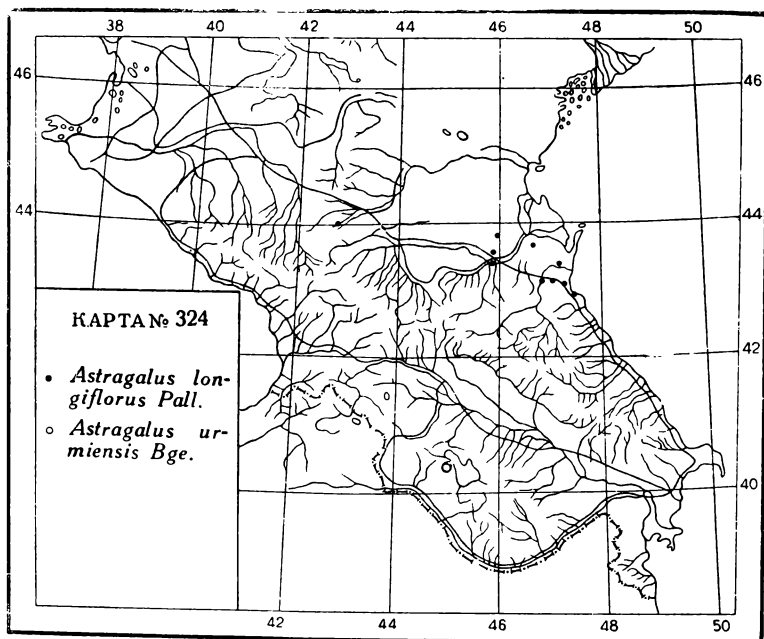 38 40 42 44 46 48 50
46 46
44 44
КАРТА № 324
42
• Astragalus lon-
giflorus Pall.
○ Astragalus ur-
miensis Bge.
40
42 44 46 48 50